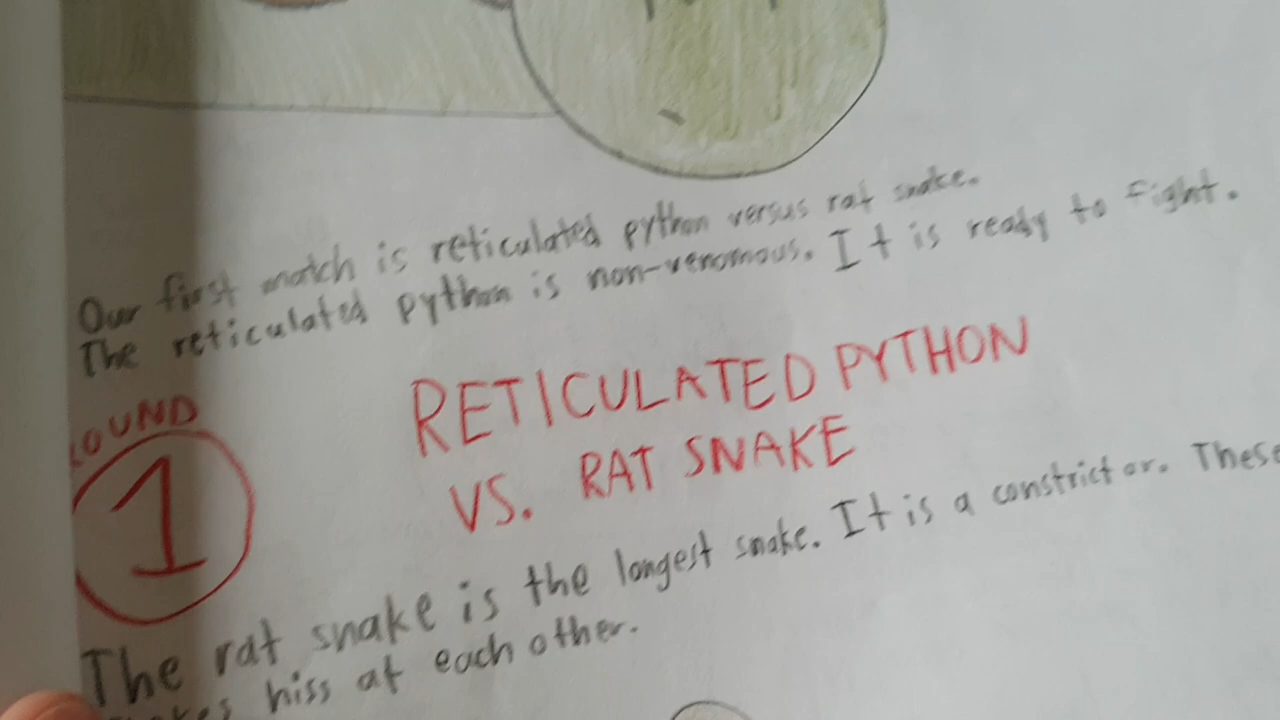 Our first match is reticulated python versus rat snake.
The reticulated python is non-venomous. It is ready to fight.
ROUND
1
RETICULATED PYTHON
VS. RAT SNAKE
The rat snake is the longest snake. It is a constrictor. These
snakes hiss at each other.